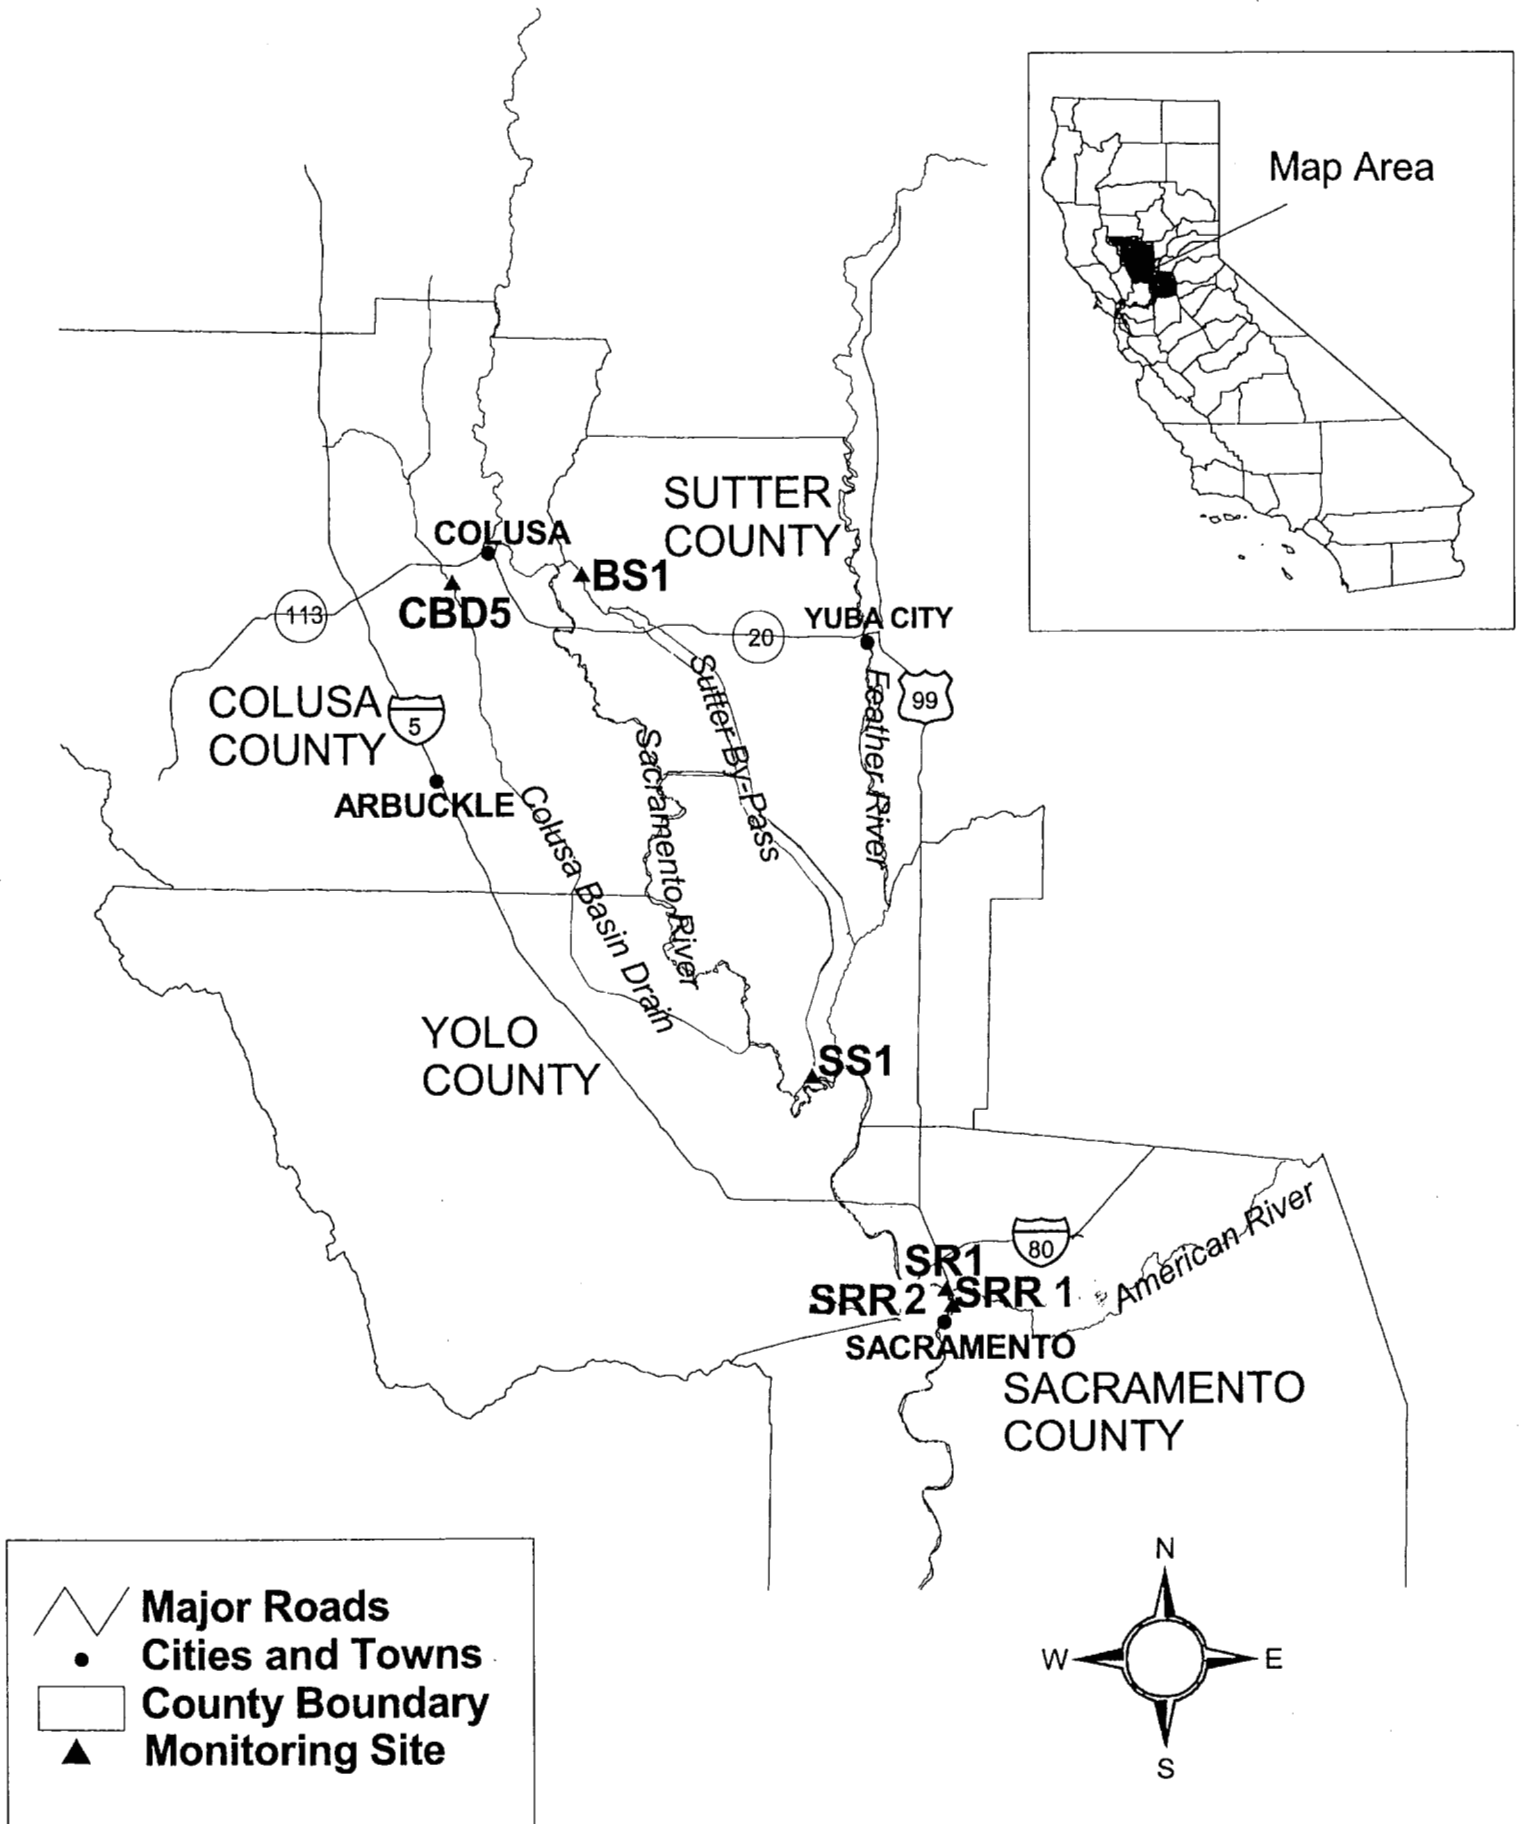 Map Area
SUTTER
COUNTY
COLUSA
BS1
CBD5
113
YUBA CITY
20
COLUSA
COUNTY
5
99
Sutter By-Pass
Feather River
Sacramento River
ARBUCKLE
Colusa Basin Drain
YOLO
COUNTY
SS1
American River
80
SR1
SRR 2
SRR 1
SACRAMENTO
SACRAMENTO
COUNTY
Major Roads
Cities and Towns
County Boundary
Monitoring Site
N
W
E
S